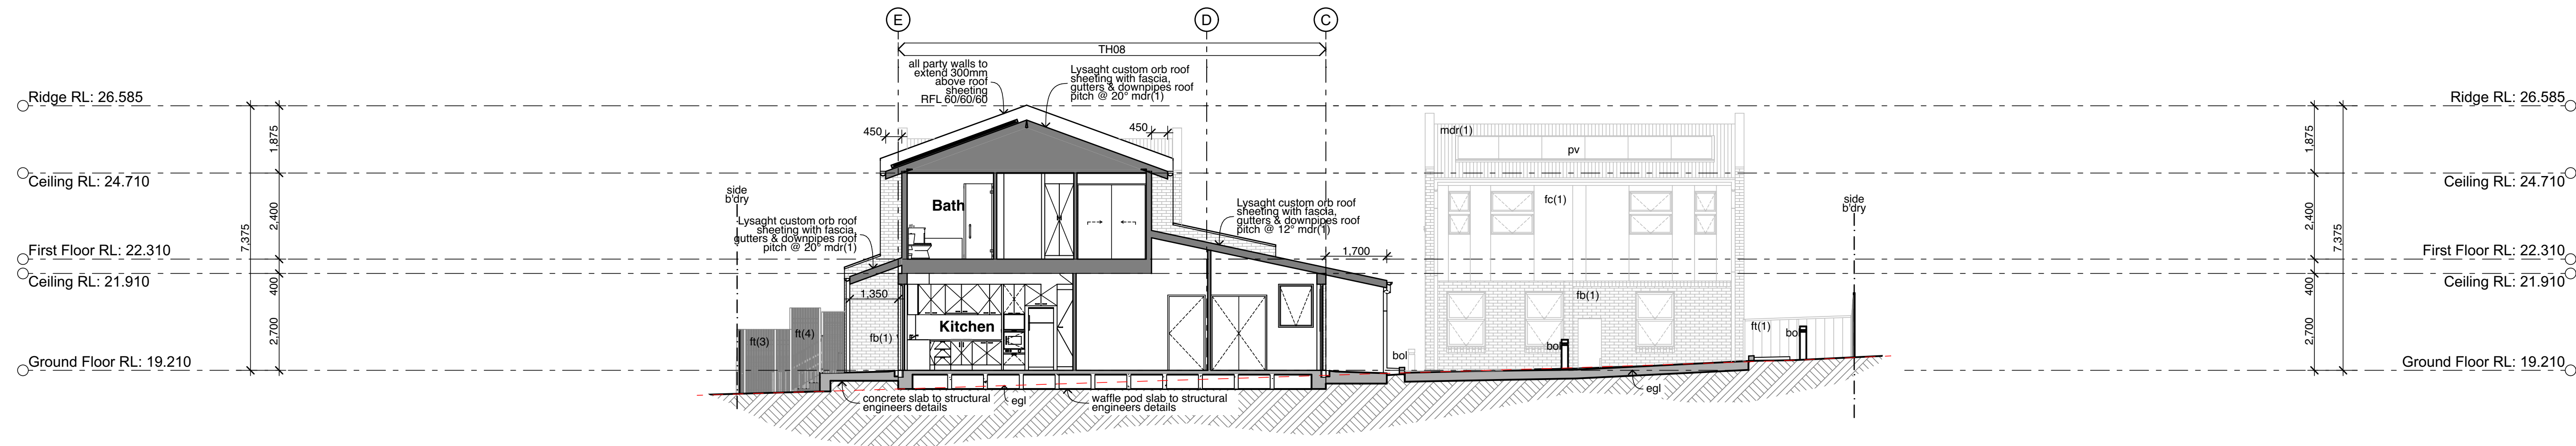 E
D
C
TH08
all party walls to
extend 300mm
above roof
sheeting
RFL 60/60/60
Lysaght custom orb roof
sheeting with fascia,
gutters & downpipes roof
pitch @ 20° mdr(1)
Ridge RL: 26.585
Ridge RL: 26.585
450
450
1,875
mdr(1)
pv
1,875
Ceiling RL: 24.710
Ceiling RL: 24.710
side
b'dry
Bath
Lysaght custom orb roof
sheeting with fascia,
gutters & downpipes roof
pitch @ 12° mdr(1)
fc(1)
side
b'dry
2,400
7,375
Lysaght custom orb roof
sheeting with fascia,
gutters & downpipes roof
pitch @ 20° mdr(1)
2,400
7,375
First Floor RL: 22.310
1,700
First Floor RL: 22.310
Ceiling RL: 21.910
400
Ceiling RL: 21.910
400
1,350
fb(1)
2,700
ft(3)
ft(4)
fb(1)
Kitchen
bol
bol
ft(1)
bol
2,700
Ground Floor RL: 19.210
Ground Floor RL: 19.210
concrete slab to structural
engineers details
egl
waffle pod slab to structural
engineers details
egl